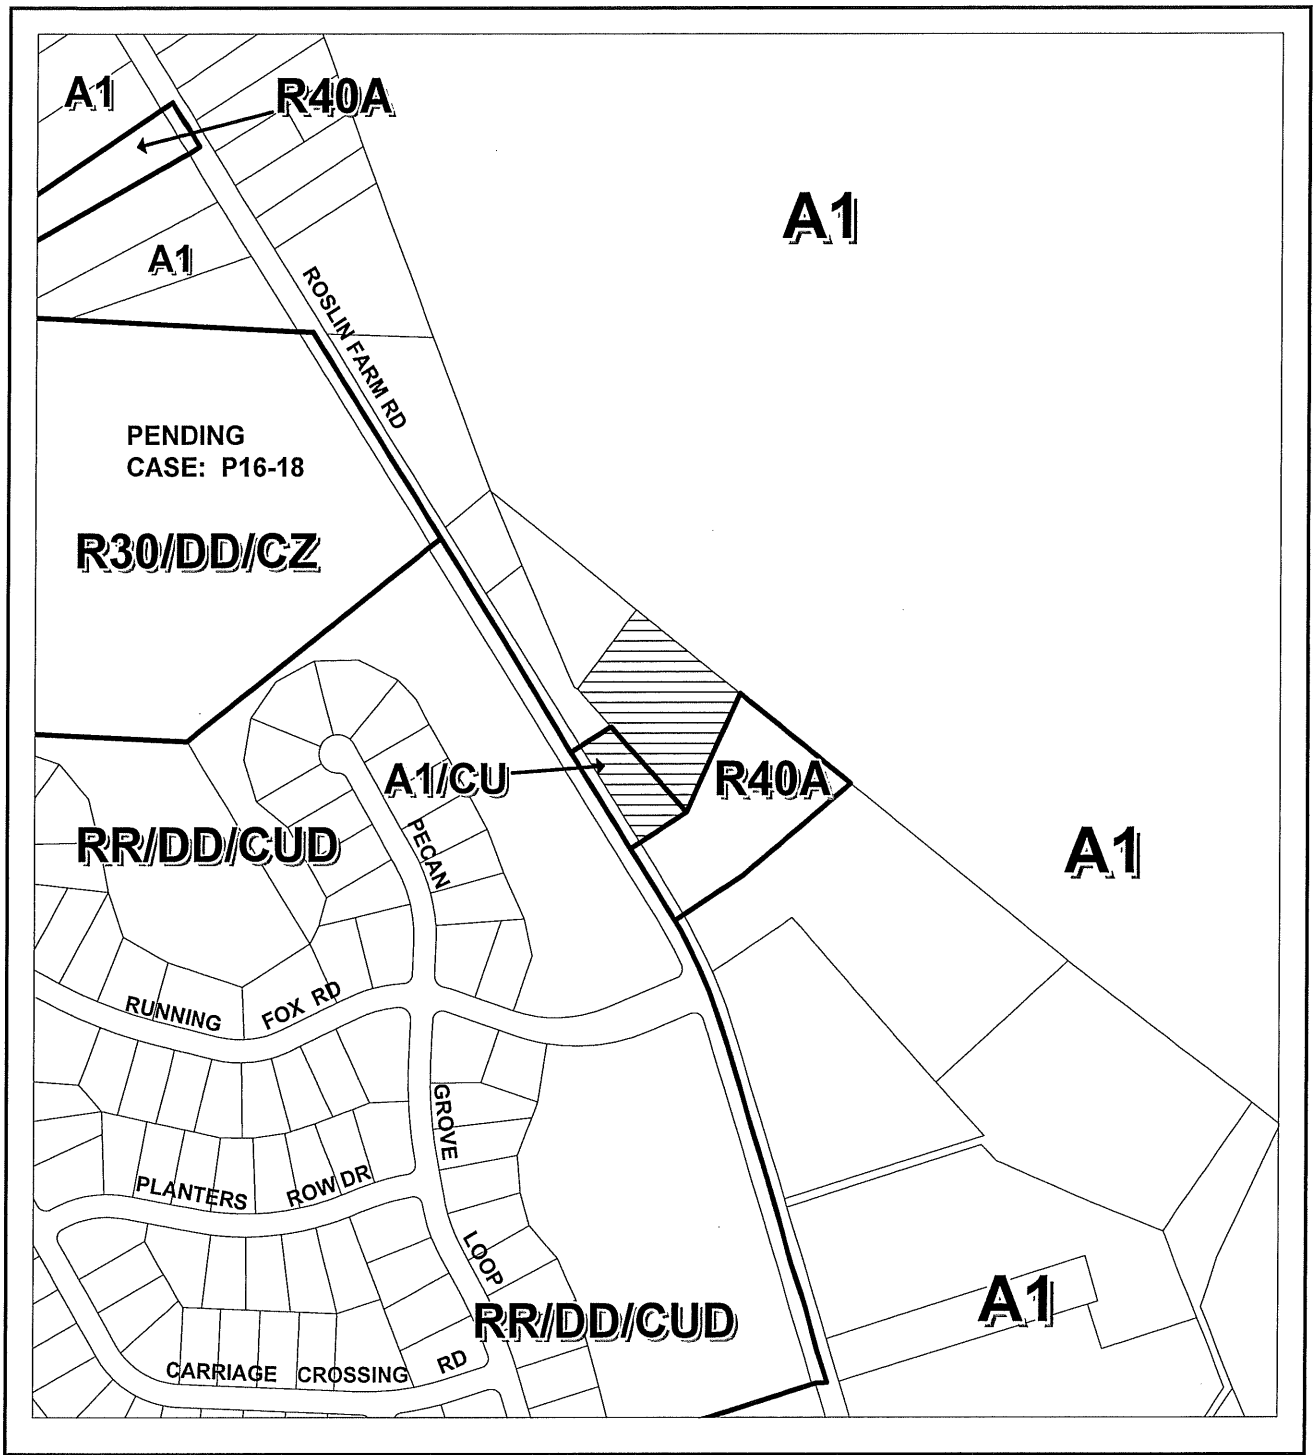 A1
R40A
A1
A1
ROSLIN FARM RD
PENDING
CASE: P16-18
R30/DD/CZ
A1/CU
R40A
RR/DD/CUD
PECAN
A1
RUNNING
FOX RD
GROVE
PLANTERS
ROW DR
LOOP
A1
RR/DD/CUD
CARRIAGE CROSSING RD